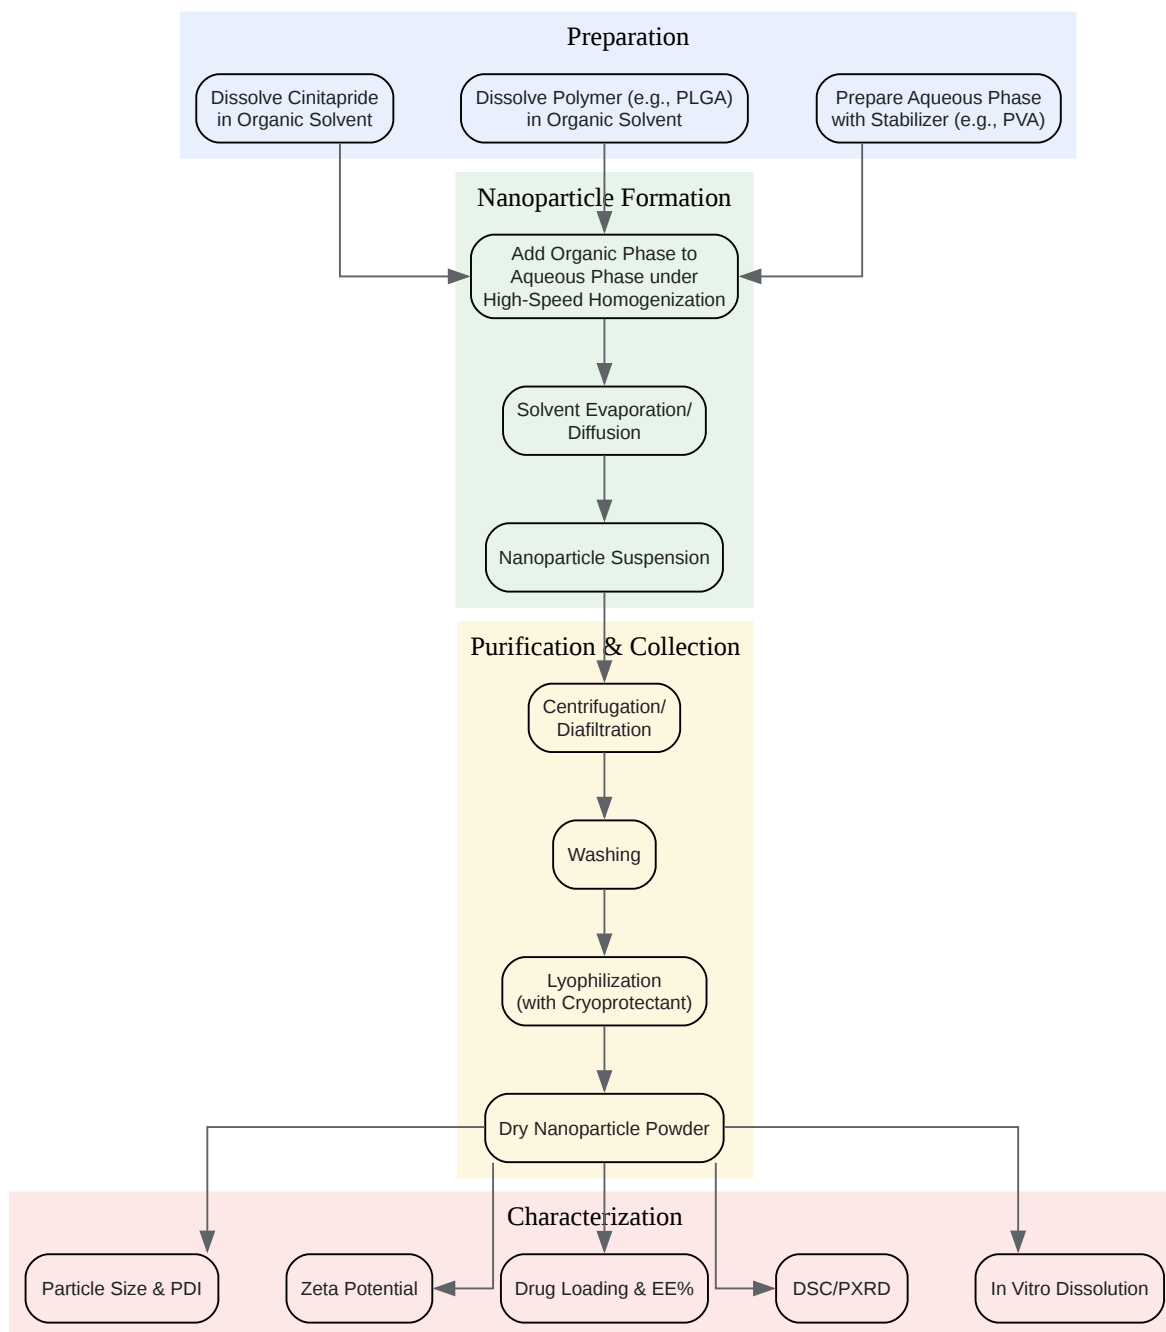 Preparation
Dissolve Cinitapride
in Organic Solvent
Dissolve Polymer (e.g., PLGA)
in Organic Solvent
Prepare Aqueous Phase
with Stabilizer (e.g., PVA)
Nanoparticle Formation
Add Organic Phase to
Aqueous Phase under
High-Speed Homogenization
Solvent Evaporation/
Diffusion
Nanoparticle Suspension
Purification & Collection
Centrifugation/
Diafiltration
Washing
Lyophilization
(with Cryoprotectant)
Dry Nanoparticle Powder
Characterization
Particle Size & PDI
Zeta Potential
Drug Loading & EE%
DSC/PXRD
In Vitro Dissolution